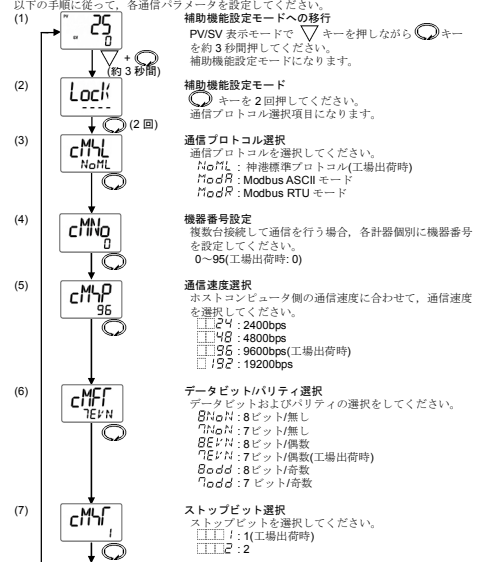 以下の手順に従って，各通信パラメータを設定してください。
(1)
PV
25
SV
0
▽ + 
(約 3 秒間)
補助機能設定モードへの移行
PV/SV 表示モードで ▽ キーを押しながら キー
を約 3 秒間押してください。
補助機能設定モードになります。
(2)
Lock
----
(2 回)
補助機能設定モード
キーを 2 回押してください。
通信プロトコル選択項目になります。
(3)
cMSL
NoML
通信プロトコル選択
通信プロトコルを選択してください。
NoML : 神港標準プロトコル(工場出荷時)
ModA : Modbus ASCII モード
ModR : Modbus RTU モード
(4)
cMNo
0
機器番号設定
複数台接続して通信を行う場合，各計器個別に機器番号
を設定してください。
0～95(工場出荷時: 0)
(5)
cMSP
96
通信速度選択
ホストコンピュータ側の通信速度に合わせて，通信速度
を選択してください。
24 : 2400bps
48 : 4800bps
96 : 9600bps(工場出荷時)
192 : 19200bps
(6)
cMFT
7EVN
データビット/パリティ選択
データビットおよびパリティの選択をしてください。
8NoN : 8ビット/無し
7NoN : 7ビット/無し
8EVN : 8ビット/偶数
7EVN : 7ビット/偶数(工場出荷時)
8odd : 8ビット/奇数
7odd : 7 ビット/奇数
(7)
cMST
1
ストップビット選択
ストップビットを選択してください。
1 : 1(工場出荷時)
2 : 2